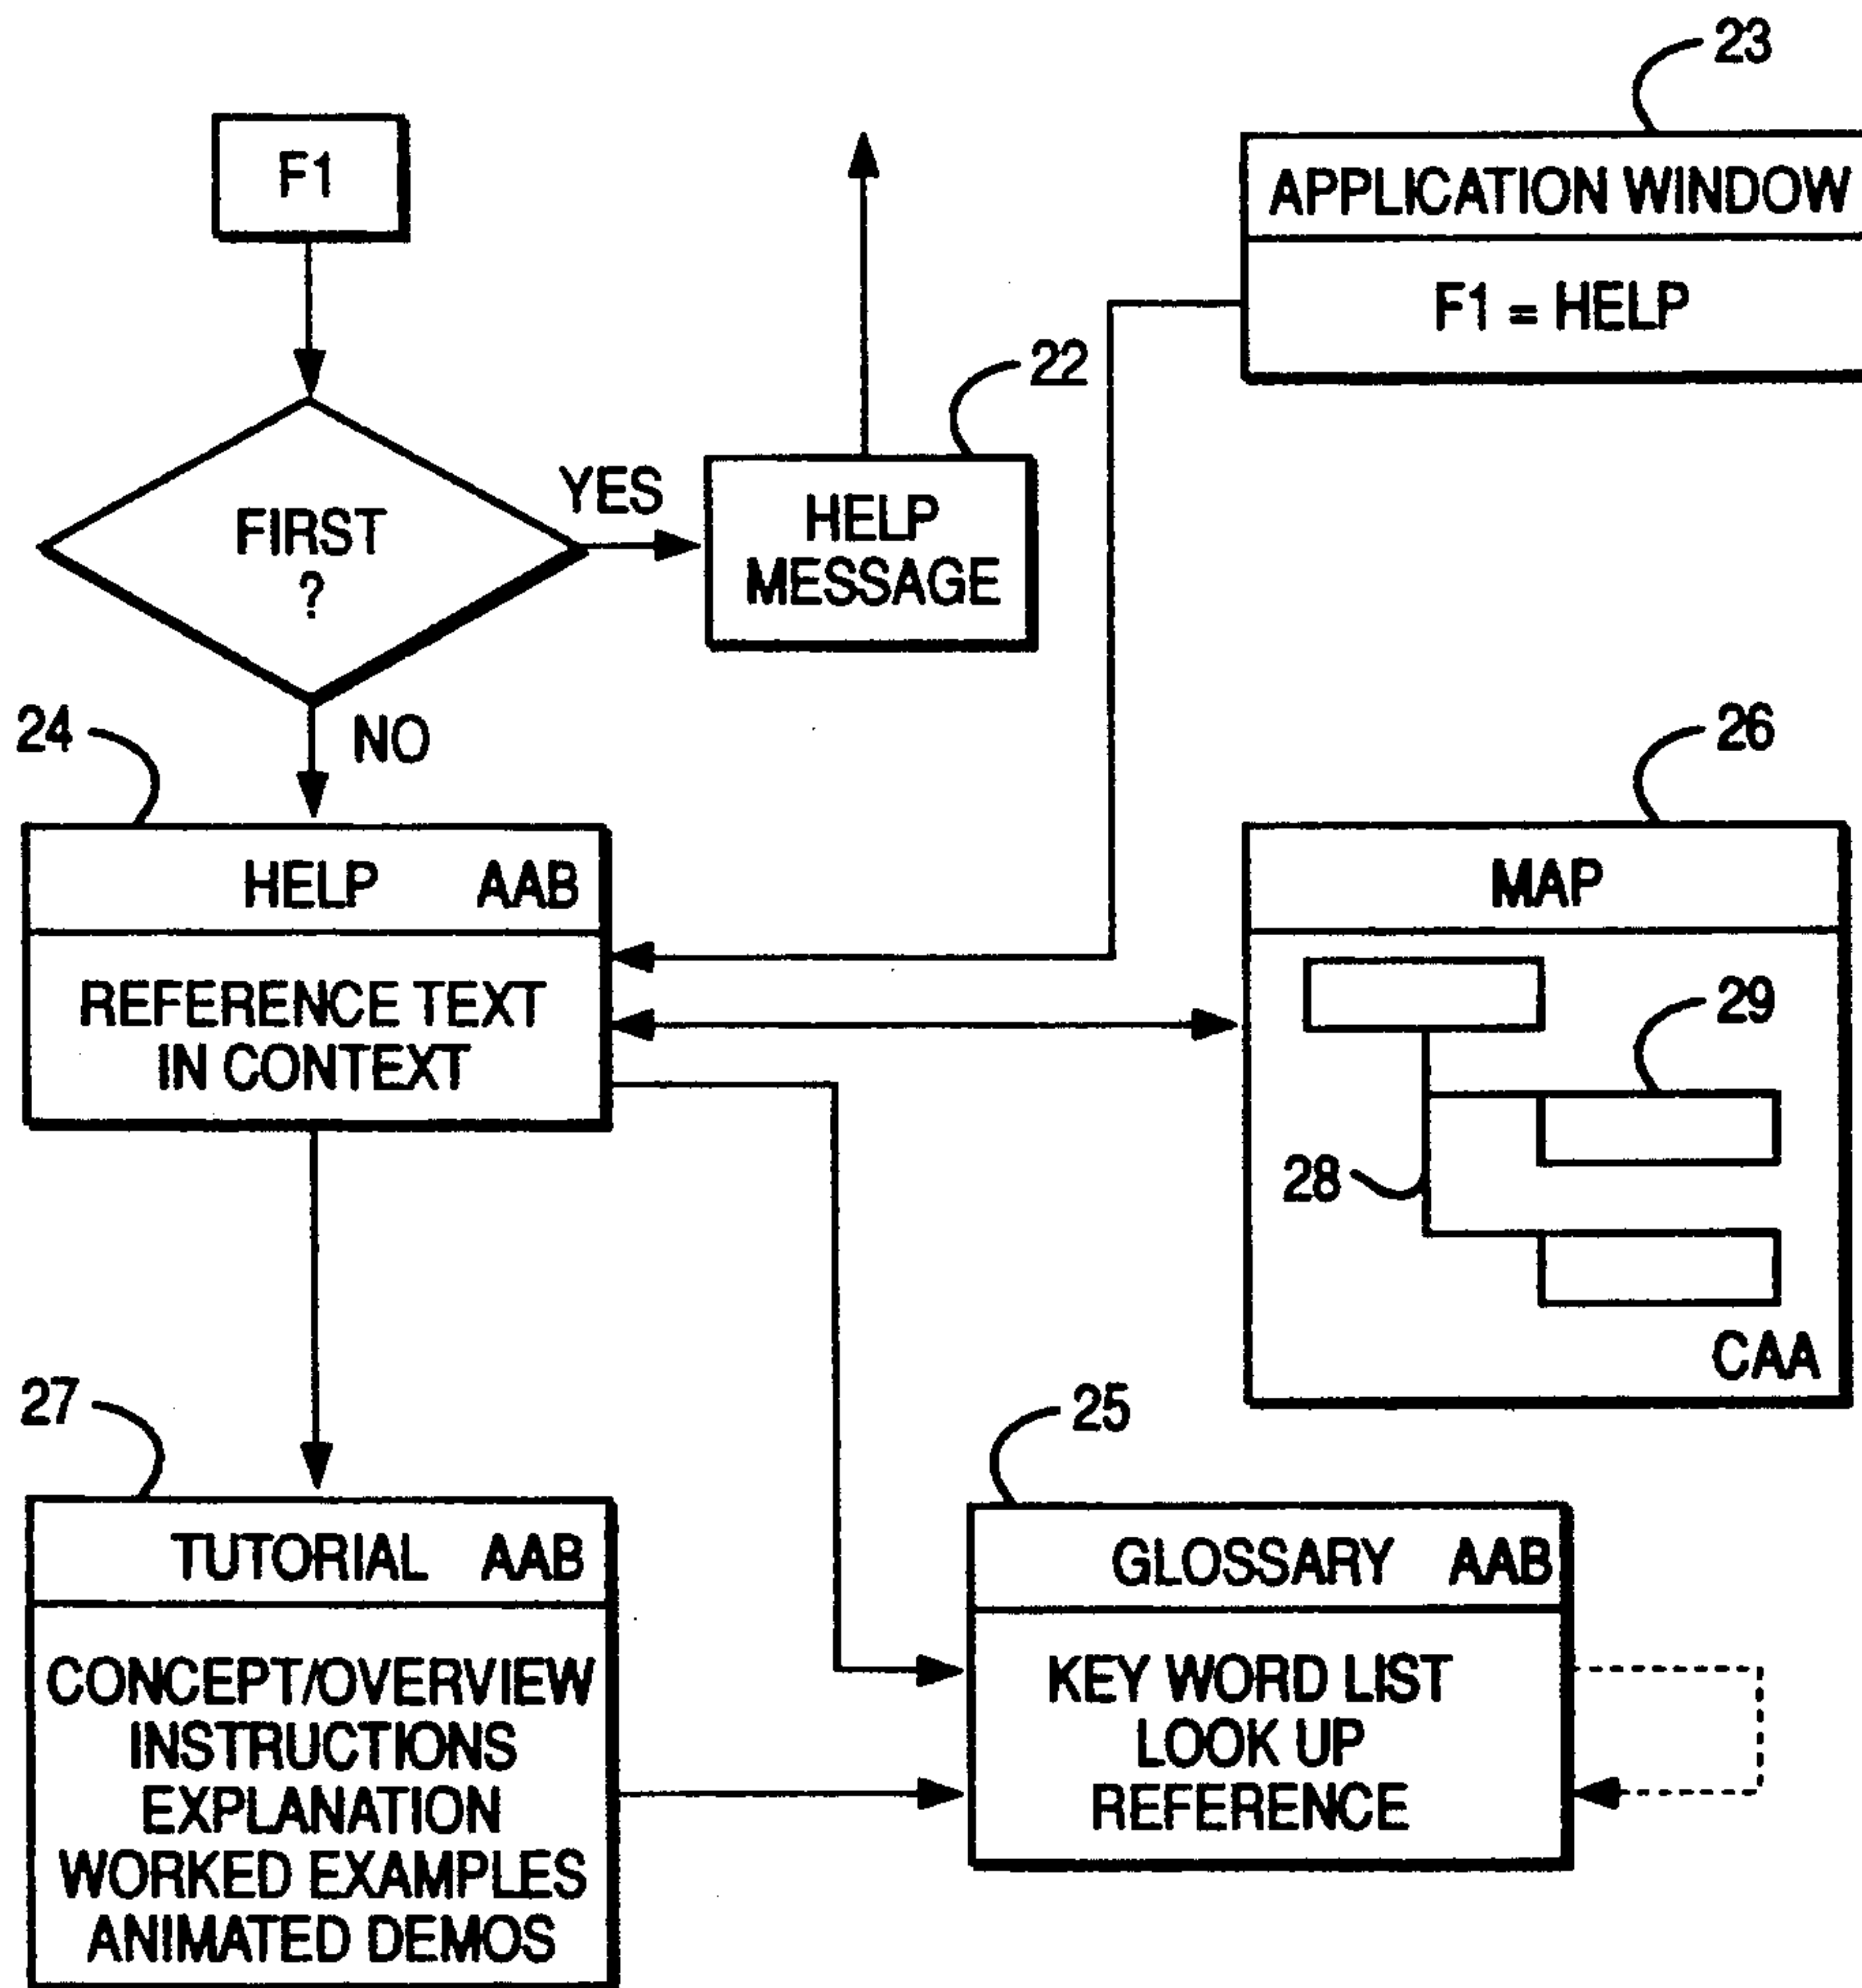 23
F1
APPLICATION WINDOW
F1 = HELP
22
YES
HELP
MESSAGE
FIRST
?
24
NO
26
HELP AAB
REFERENCE TEXT
IN CONTEXT
MAP
29
28
CAA
27
25
TUTORIAL AAB
CONCEPT/OVERVIEW
INSTRUCTIONS
EXPLANATION
WORKED EXAMPLES
ANIMATED DEMOS
GLOSSARY AAB
KEY WORD LIST
LOOK UP
REFERENCE